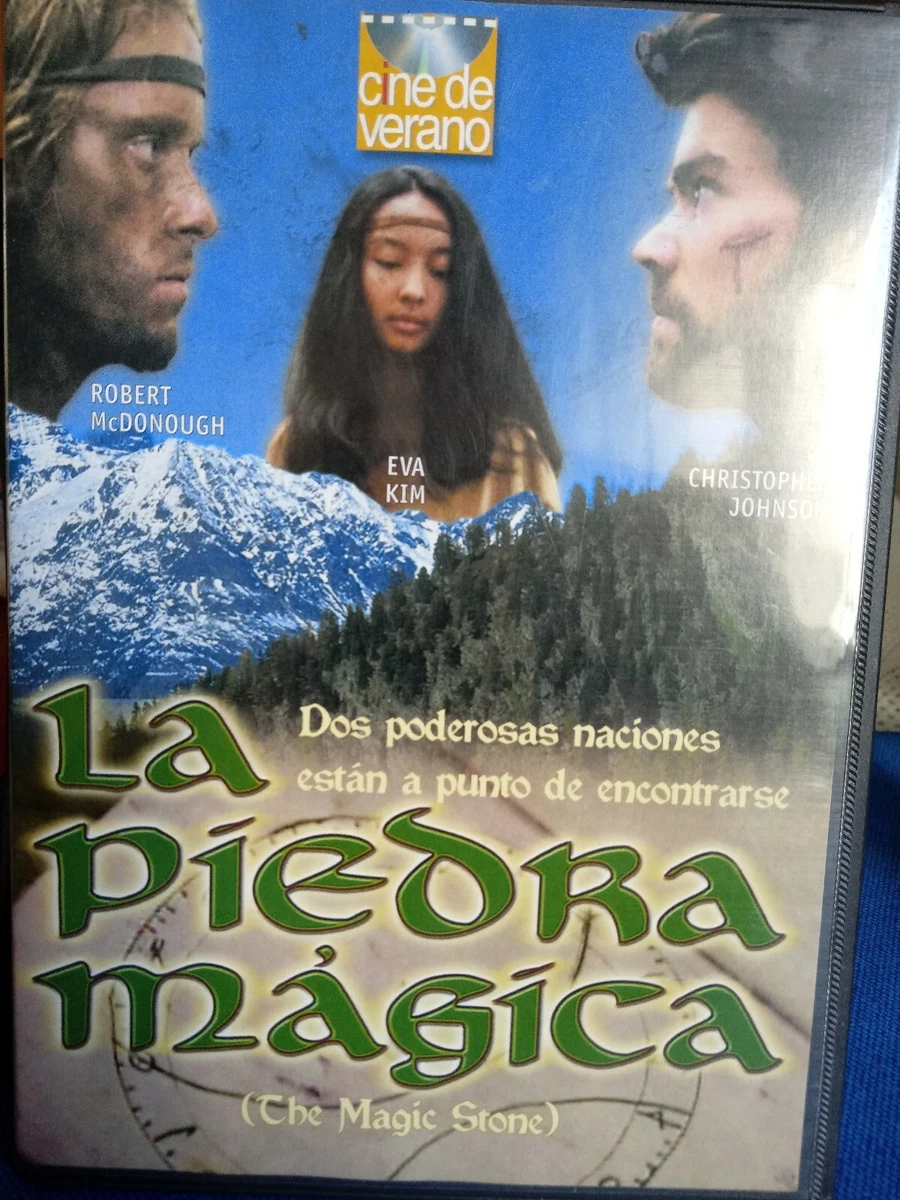 cine de
verano
ROBERT
McDONOUGH
EVA
KIM
CHRISTOPHER
JOHNSON
Dos poderosas naciones
están a punto de encontrarse
La
piedra
mágica
(The Magic Stone)